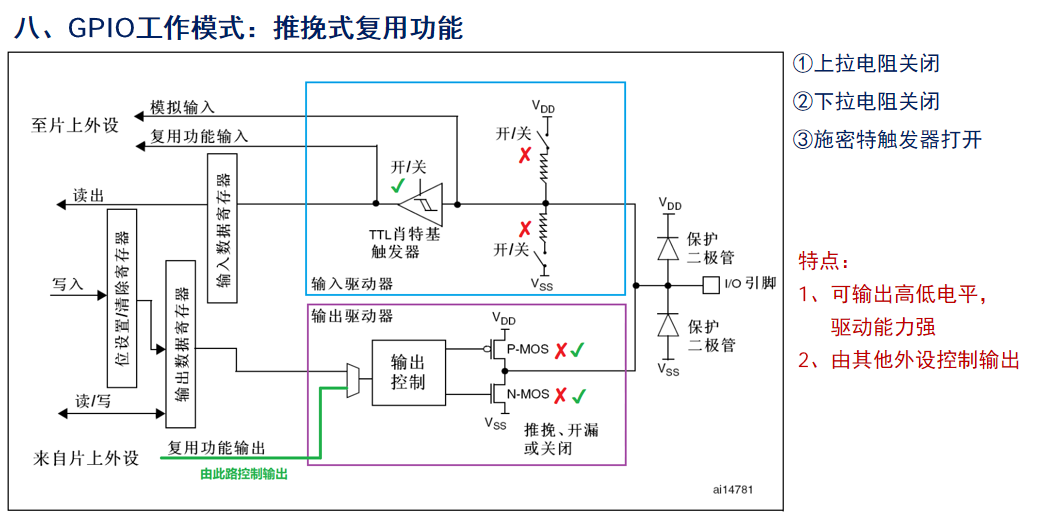 八、GPIO工作模式：推挽式复用功能
至片上外设
模拟输入
复用功能输入
读出
输入数据寄存器
位设置/清除寄存器
写入
输出数据寄存器
读/写
来自片上外设
复用功能输出
由此路控制输出
开/关
TTL肖特基
触发器
输入驱动器
VDD
开/关
开/关
VSS
输出驱动器
输出
控制
VDD
P-MOS
N-MOS
VSS
推挽、开漏
或关闭
VDD
保护
二极管
I/O 引脚
保护
二极管
VSS
ai14781
①上拉电阻关闭
②下拉电阻关闭
③施密特触发器打开
特点：
1、可输出高低电平，
驱动能力强
2、由其他外设控制输出